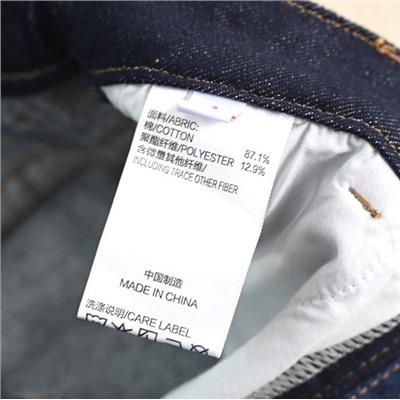 面料/ABRIC:
棉/COTTON 87.1%
聚酯纤维/POLYESTER 12.9%
含微量其他纤维/
INCLUDING TRACE OTHER FIBER
中国制造
MADE IN CHINA
洗涤说明/CARE LABEL